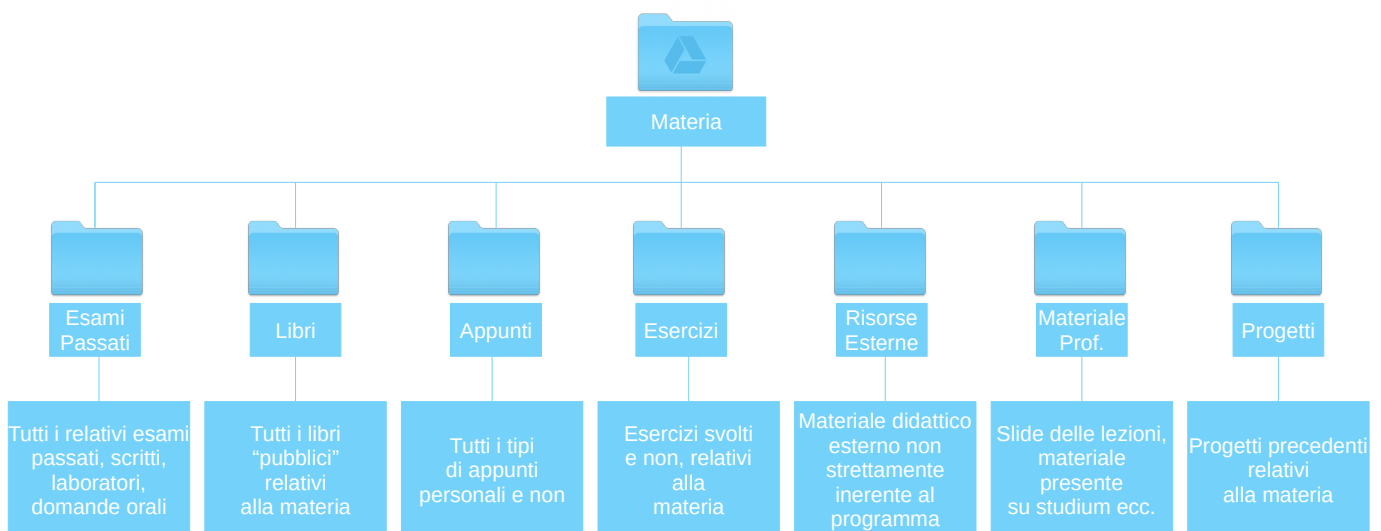 Materia
Esami
Passati
Libri
Appunti
Esercizi
Risorse
Esterne
Materiale
Prof.
Progetti
Tutti i relativi esami
passati, scritti,
laboratori,
domande orali
Tutti i libri
“pubblici”
relativi
alla materia
Tutti i tipi
di appunti
personali e non
Esercizi svolti
e non, relativi
alla
materia
Materiale didattico
esterno non
strettamente
inerente al
programma
Slide delle lezioni,
materiale
presente
su studium ecc.
Progetti precedenti
relativi
alla materia